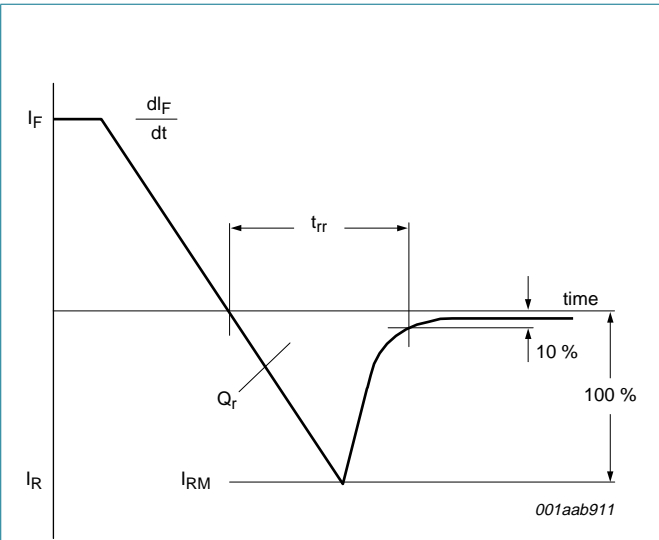 I_F
dI_F
dt
t_rr
time
10 %
Q_r
100 %
I_R
I_RM
001aab911